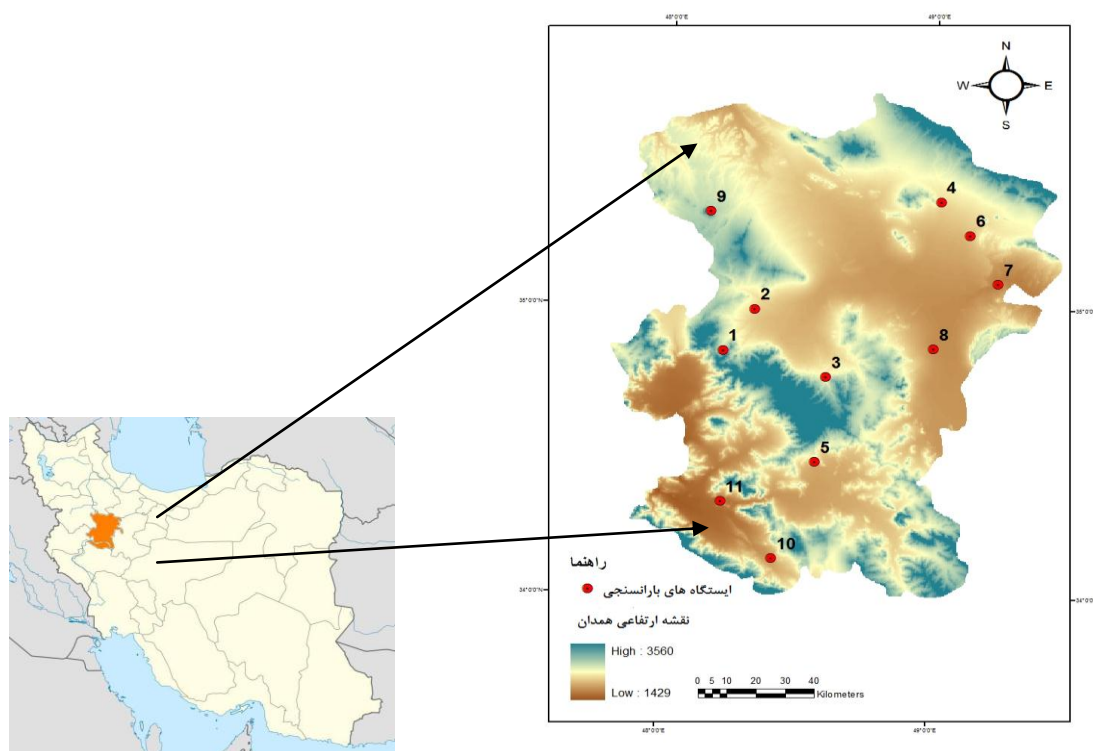 48°0'0"E
49°0'0"E
N
W
E
S
4
9
6
7
35°0'0"N
2
35°0'0"N
1
8
3
5
11
10
راهنما
ایستگاه های بارانسنجی
34°0'0"N
34°0'0"N
نقشه ارتفاعی همدان
High : 3560
Low : 1429
0 5 10 20 30 40
Kilometers
48°0'0"E
49°0'0"E